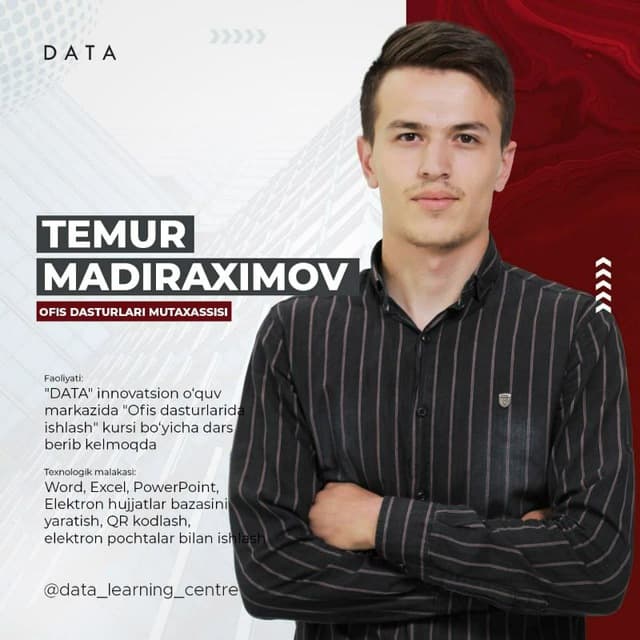 DATA
TEMUR
MADIRAXIMOV
OFIS DASTURLARI MUTAXASSISI
Faoliyati:
"DATA" innovatsion o'quv
markazida "Ofis dasturlarida
ishlash" kursi bo'yicha dars
berib kelmoqda
Texnologik malakasi:
Word, Excel, PowerPoint,
Elektron hujjatlar bazasini
yaratish, QR kodlash,
elektron pochtalar bilan ishlash
@data_learning_centre